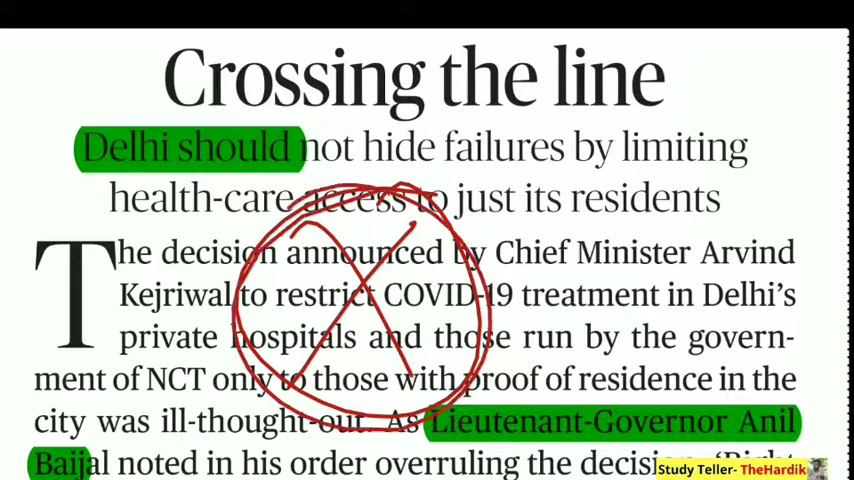 Crossing the line
Delhi should not hide failures by limiting
health-care access to just its residents
The decision announced by Chief Minister Arvind
Kejriwal to restrict COVID-19 treatment in Delhi's
private hospitals and those run by the govern-
ment of NCT only to those with proof of residence in the
city was ill-thought-out. As Lieutenant-Governor Anil
Baijal noted in his order overruling the decision, 'Right
Study Teller- TheHardik